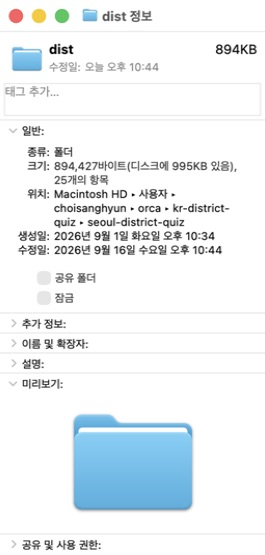 dist 정보
dist 894KB
수정일: 오늘 오후 10:44
태그 추가...
일반:
종류: 폴더
크기: 894,427바이트(디스크에 995KB 있음),
25개의 항목
위치: Macintosh HD ▸ 사용자 ▸
choisanghyun ▸ orca ▸ kr-district-
quiz ▸ seoul-district-quiz
생성일: 2026년 9월 1일 화요일 오후 10:34
수정일: 2026년 9월 16일 수요일 오후 10:44
공유 폴더
잠금
추가 정보:
이름 및 확장자:
설명:
미리보기:
공유 및 사용 권한: